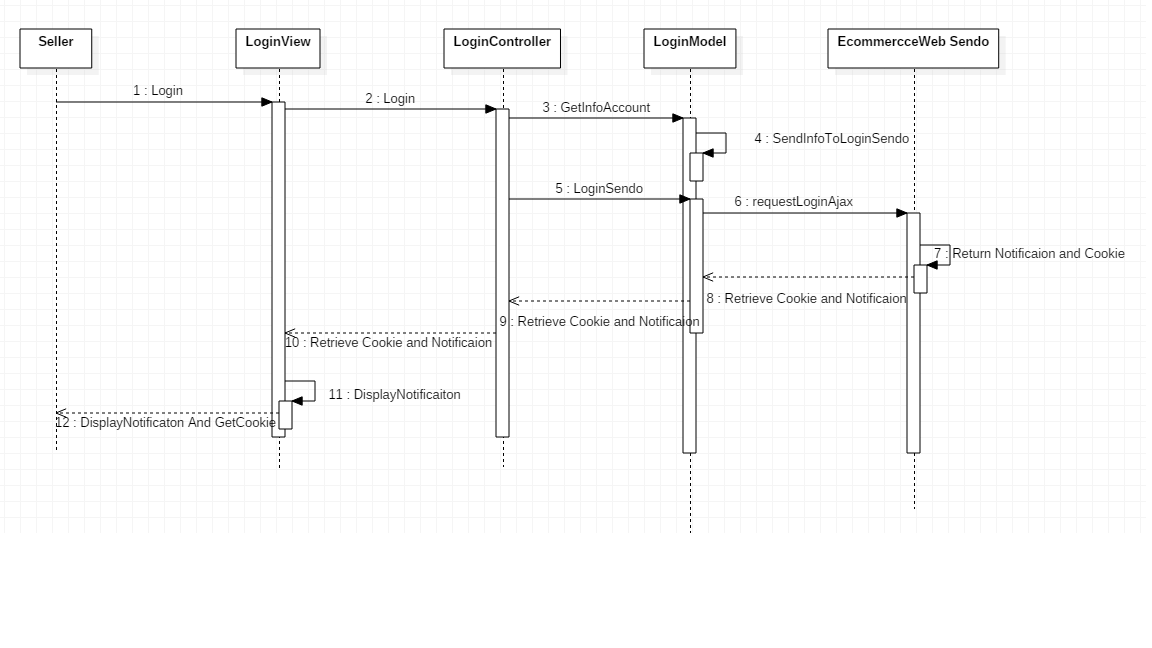 Seller
LoginView
LoginController
LoginModel
EcommercceWeb Sendo
1 : Login
2 : Login
3 : GetInfoAccount
4 : SendInfoToLoginSendo
5 : LoginSendo
6 : requestLoginAjax
7 : Return Notificaion and Cookie
8 : Retrieve Cookie and Notificaion
9 : Retrieve Cookie and Notificaion
10 : Retrieve Cookie and Notificaion
11 : DisplayNotificaiton
12 : DisplayNotificaton And GetCookie